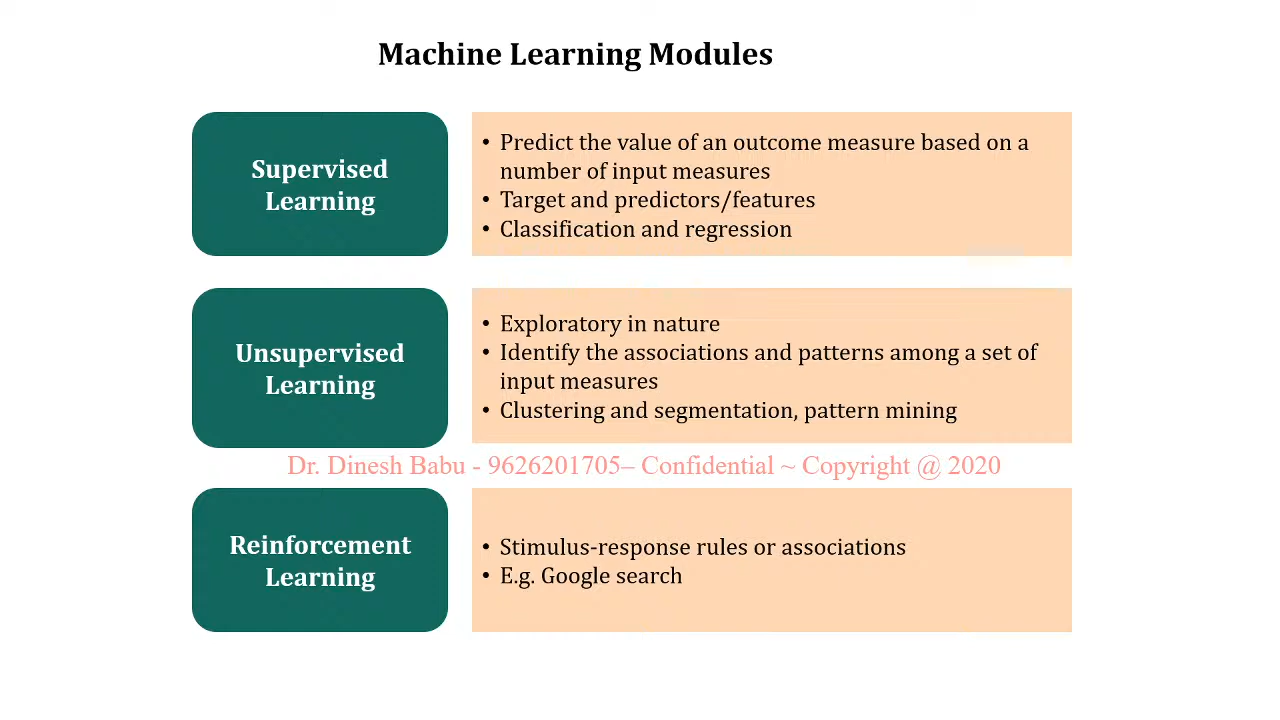 Machine Learning Modules
Supervised
Learning
• Predict the value of an outcome measure based on a
number of input measures
• Target and predictors/features
• Classification and regression
Unsupervised
Learning
• Exploratory in nature
• Identify the associations and patterns among a set of
input measures
• Clustering and segmentation, pattern mining
Dr. Dinesh Babu - 9626201705– Confidential ~ Copyright @ 2020
Reinforcement
Learning
• Stimulus-response rules or associations
• E.g. Google search